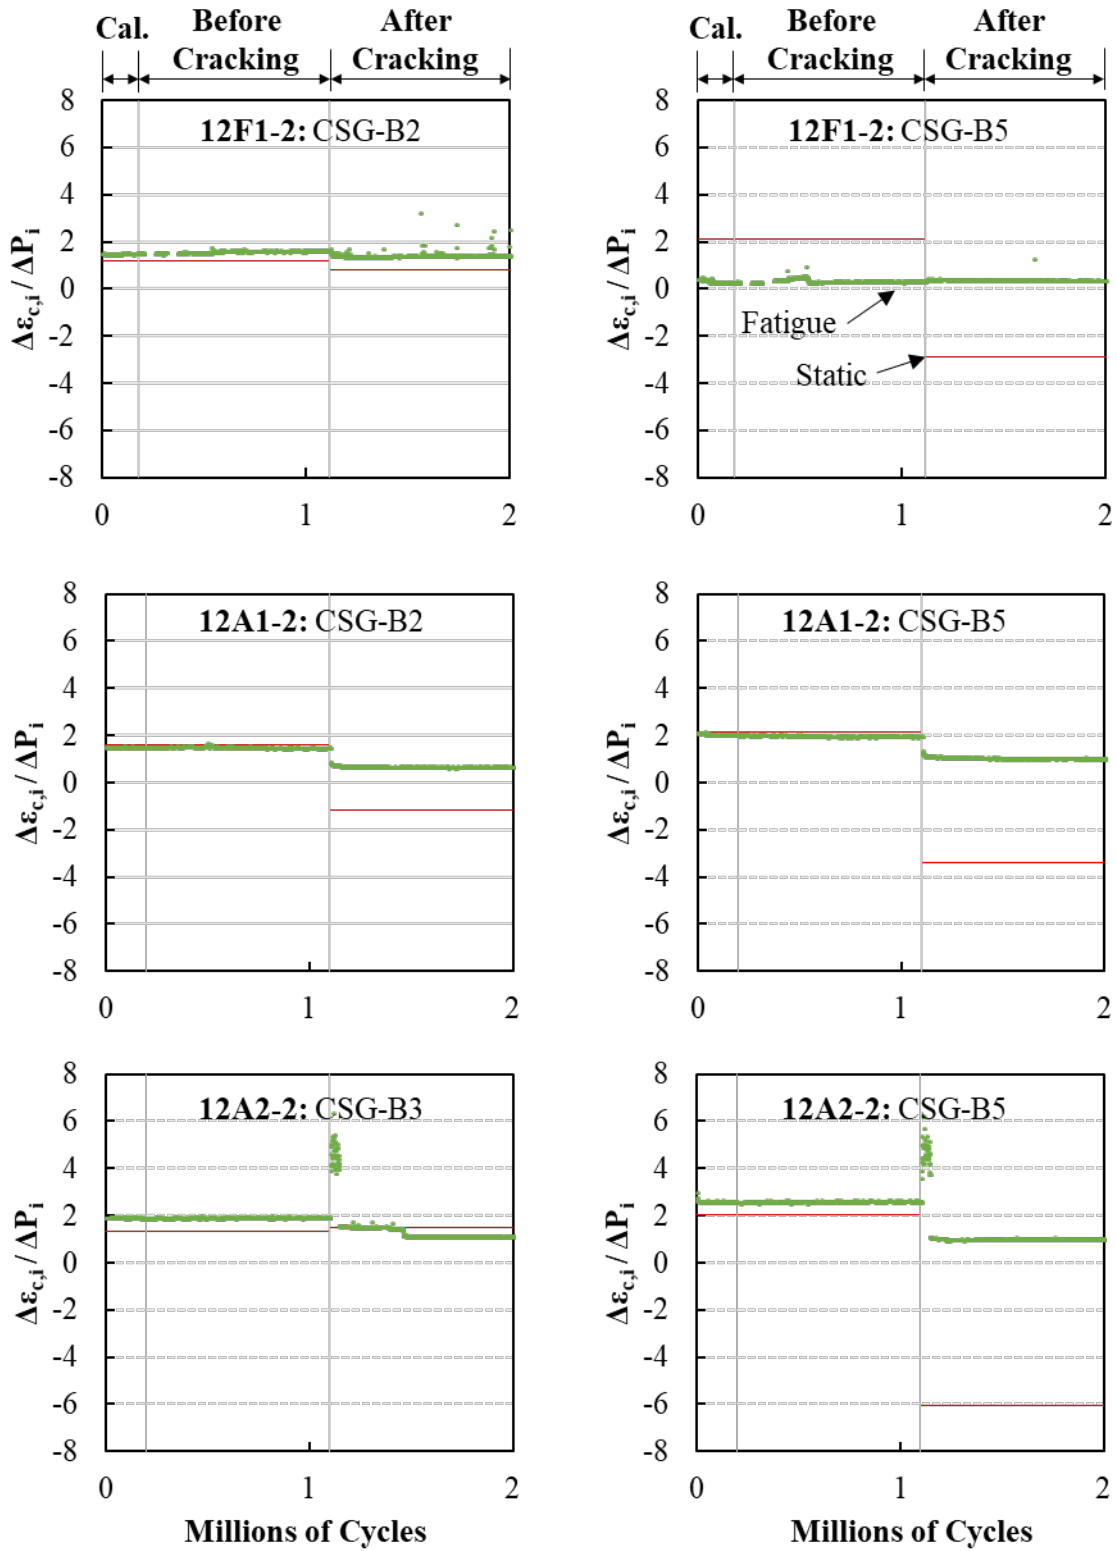 Cal.
Before
Cracking
After
Cracking
Cal.
Before
Cracking
After
Cracking
12F1-2: CSG-B2
8
6
4
2
0
-2
-4
-6
-8
Δεc,i / ΔPi
0 1 2
12F1-2: CSG-B5
8
6
4
2
0
-2
-4
-6
-8
Δεc,i / ΔPi
Fatigue
Static
0 1 2
12A1-2: CSG-B2
8
6
4
2
0
-2
-4
-6
-8
Δεc,i / ΔPi
0 1 2
12A1-2: CSG-B5
8
6
4
2
0
-2
-4
-6
-8
Δεc,i / ΔPi
0 1 2
12A2-2: CSG-B3
8
6
4
2
0
-2
-4
-6
-8
Δεc,i / ΔPi
0 1 2
Millions of Cycles
12A2-2: CSG-B5
8
6
4
2
0
-2
-4
-6
-8
Δεc,i / ΔPi
0 1 2
Millions of Cycles